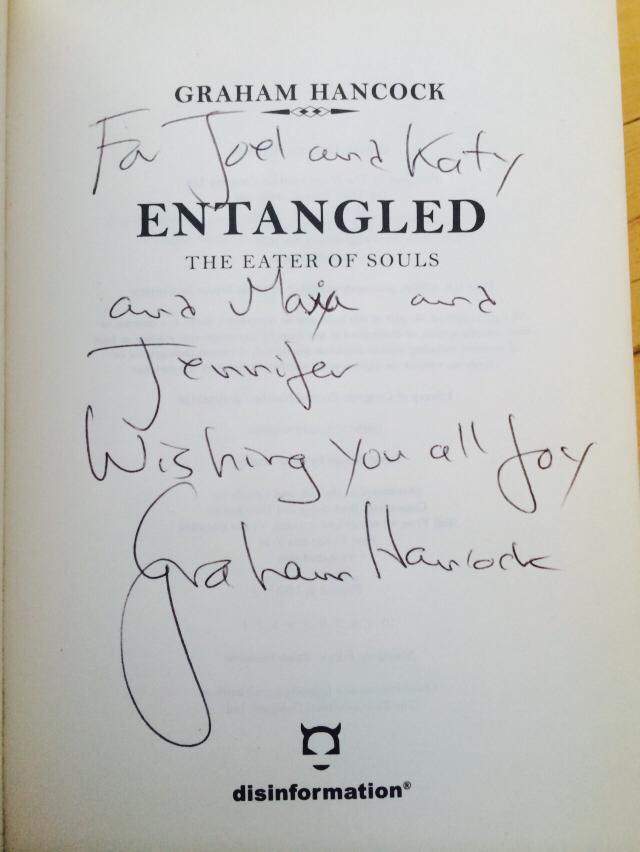 GRAHAM HANCOCK
For Joel and Katy
ENTANGLED
THE EATER OF SOULS
and Maia and
Jennifer
Wishing you all joy
Graham Hancock
disinformation®